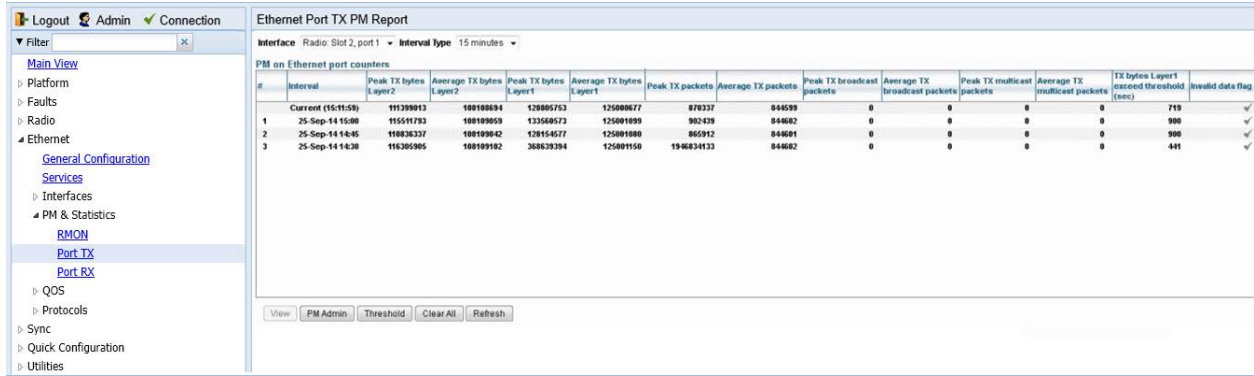 Logout Admin Connection
Ethernet Port TX PM Report
Filter
Interface Radio: Slot 2, port 1 Interval Type 15 minutes
Main View
Platform
Faults
Radio
Ethernet
General Configuration
Services
Interfaces
PM & Statistics
RMON
Port TX
Port RX
QOS
Protocols
Sync
Quick Configuration
Utilities
PM on Ethernet port counters
# Interval Peak TX bytes Layer2 Average TX bytes Layer2 Peak TX bytes Layer1 Average TX bytes Layer1 Peak TX packets Average TX packets Peak TX broadcast packets Average TX broadcast packets Peak TX multicast packets Average TX multicast packets TX bytes Layer1 exceed threshold (sec) Invalid data flag
Current (15:11:59) 111399013 108108694 128805753 125000677 870337 844599 0 0 0 0 719
1 25-Sep-14 15:00 115511793 108109059 133560573 125001099 902439 844602 0 0 0 0 900
2 25-Sep-14 14:45 110836337 108109042 128154577 125001080 865912 844601 0 0 0 0 900
3 25-Sep-14 14:30 116305905 108109102 368639394 125001150 1946834133 844602 0 0 0 0 441
View PM Admin Threshold Clear All Refresh